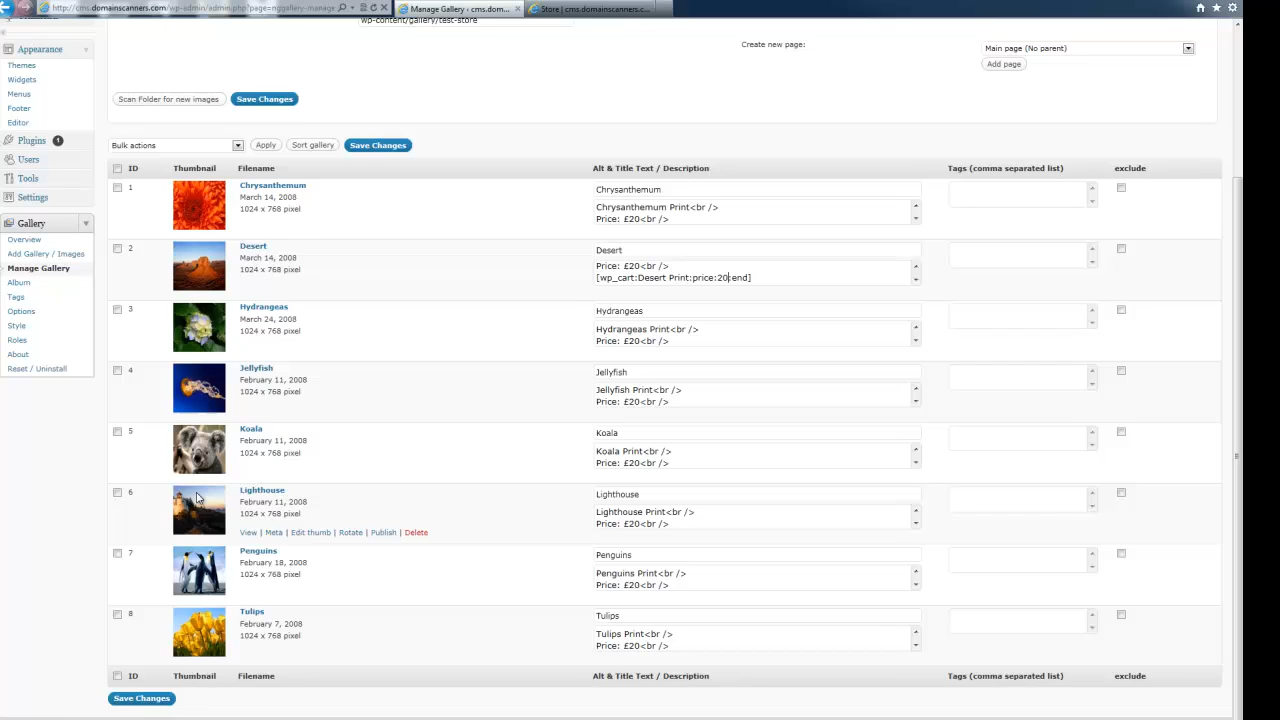 http://cms.domainscanners.com/wp-admin/admin.php?page=nggallery-manage
Manage Gallery ‹ cms.dom...
Store | cms.domainscanners.c...
wp-content/gallery/test-store
Create new page:
Main page (No parent)
Add page
Scan Folder for new images
Save Changes
Appearance
Themes
Widgets
Menus
Footer
Editor
Plugins 1
Users
Tools
Settings
Gallery
Overview
Add Gallery / Images
Manage Gallery
Album
Tags
Options
Style
Roles
About
Reset / Uninstall
Bulk actions
Apply
Sort gallery
Save Changes
ID Thumbnail Filename Alt & Title Text / Description Tags (comma separated list) exclude
1
Chrysanthemum
March 14, 2008
1024 x 768 pixel
Chrysanthemum
Chrysanthemum Print<br />
Price: £20<br />
2
Desert
March 14, 2008
1024 x 768 pixel
Desert
Price: £20<br />
[wp_cart:Desert Print:price:20:end]
3
Hydrangeas
March 24, 2008
1024 x 768 pixel
Hydrangeas
Hydrangeas Print<br />
Price: £20<br />
4
Jellyfish
February 11, 2008
1024 x 768 pixel
Jellyfish
Jellyfish Print<br />
Price: £20<br />
5
Koala
February 11, 2008
1024 x 768 pixel
Koala
Koala Print<br />
Price: £20<br />
6
Lighthouse
February 11, 2008
1024 x 768 pixel
View | Meta | Edit thumb | Rotate | Publish | Delete
Lighthouse
Lighthouse Print<br />
Price: £20<br />
7
Penguins
February 18, 2008
1024 x 768 pixel
Penguins
Penguins Print<br />
Price: £20<br />
8
Tulips
February 7, 2008
1024 x 768 pixel
Tulips
Tulips Print<br />
Price: £20<br />
ID Thumbnail Filename Alt & Title Text / Description Tags (comma separated list) exclude
Save Changes